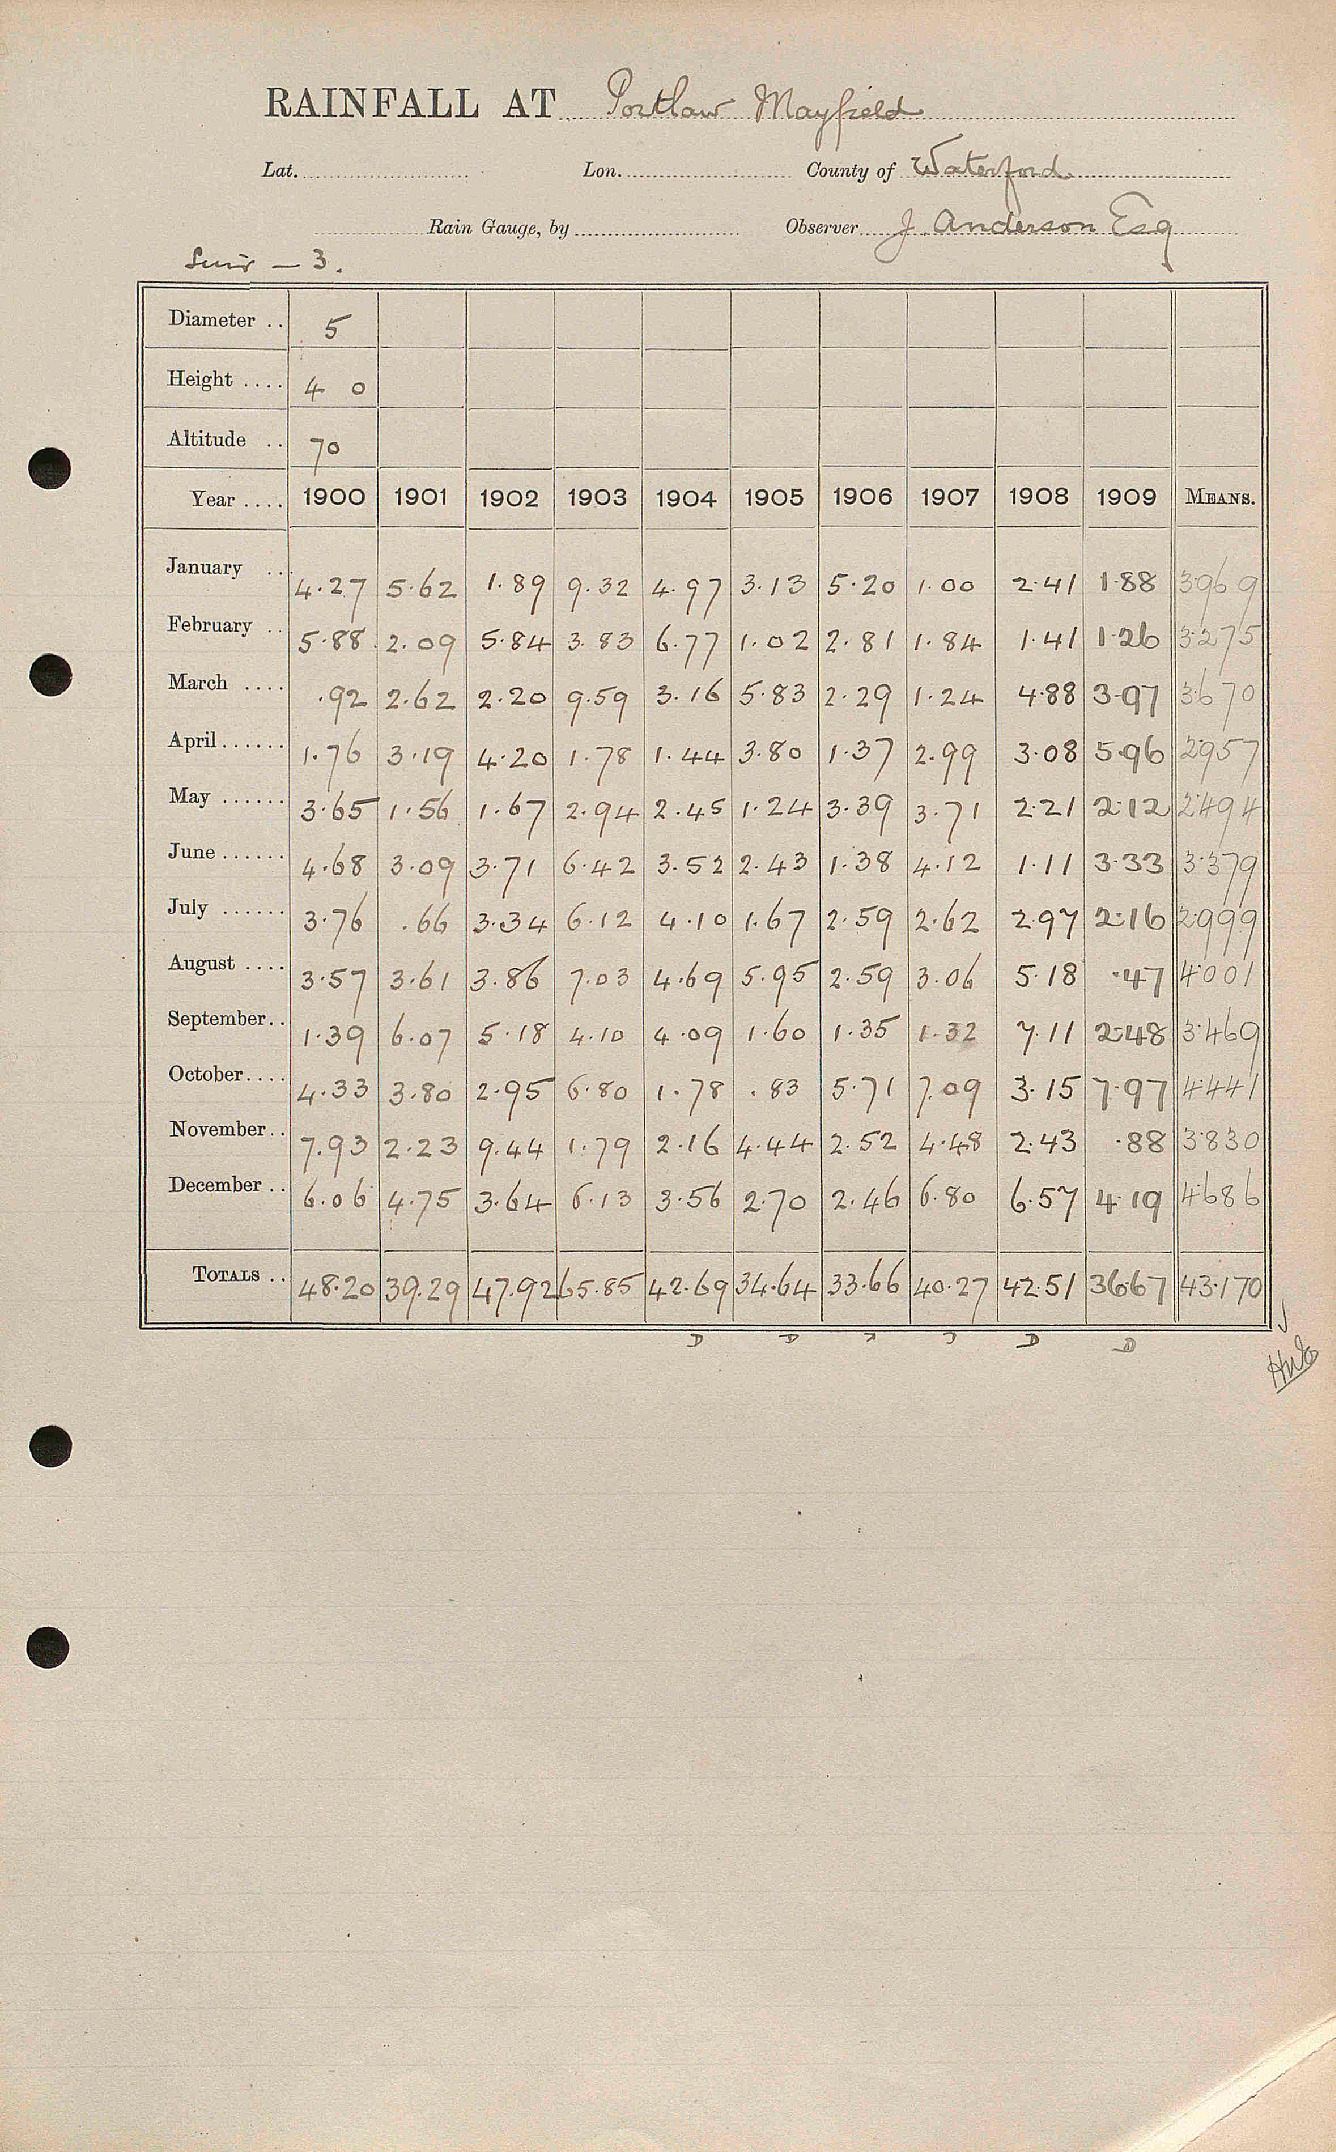 RAINFALL AT Portlaw Mayfield
Lat. Lon. County of Waterford
Rain Gauge, by Observer J. Anderson Esq
Suir — 3.
Diameter .. 5
Height .... 4 0
Altitude .. 70
Year .... 1900 1901 1902 1903 1904 1905 1906 1907 1908 1909 MEANS.
January .. 4.27 5.62 1.89 9.32 4.97 3.13 5.20 1.00 2.41 1.88 3.969
February .. 5.88 2.09 5.84 3.83 6.77 1.02 2.81 1.84 1.41 1.26 3.275
March .... .92 2.62 2.20 9.59 3.16 5.83 2.29 1.24 4.88 3.97 3.670
April ...... 1.76 3.19 4.20 1.78 1.44 3.80 1.37 2.99 3.08 5.96 2.957
May ...... 3.65 1.56 1.67 2.94 2.45 1.24 3.39 3.71 2.21 2.12 2.494
June ...... 4.68 3.09 3.71 6.42 3.52 2.43 1.38 4.12 1.11 3.33 3.379
July ...... 3.76 .66 3.34 6.12 4.10 1.67 2.59 2.62 2.97 2.16 2.999
August .... 3.57 3.61 3.86 7.03 4.69 5.95 2.59 3.06 5.18 .47 4.001
September.. 1.39 6.07 5.18 4.10 4.09 1.60 1.35 1.32 7.11 2.48 3.469
October.... 4.33 3.80 2.95 6.80 1.78 .83 5.71 7.09 3.15 7.97 4.441
November.. 7.93 2.23 9.44 1.79 2.16 4.44 2.52 4.48 2.43 .88 3.830
December .. 6.06 4.75 3.64 6.13 3.56 2.70 2.46 6.80 6.57 4.19 4.686
TOTALS .. 48.20 39.29 47.92 65.85 42.69 34.64 33.66 40.27 42.51 36.67 43.170
D D D D